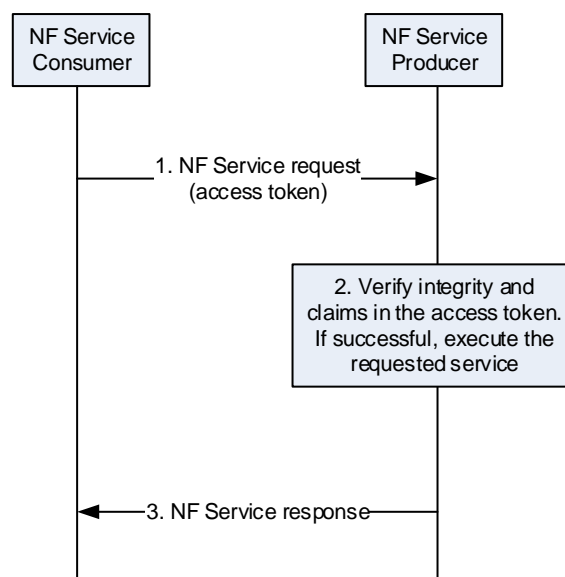 NF Service
Consumer
NF Service
Producer
1. NF Service request
(access token)
2. Verify integrity and
claims in the access token.
If successful, execute the
requested service
3. NF Service response